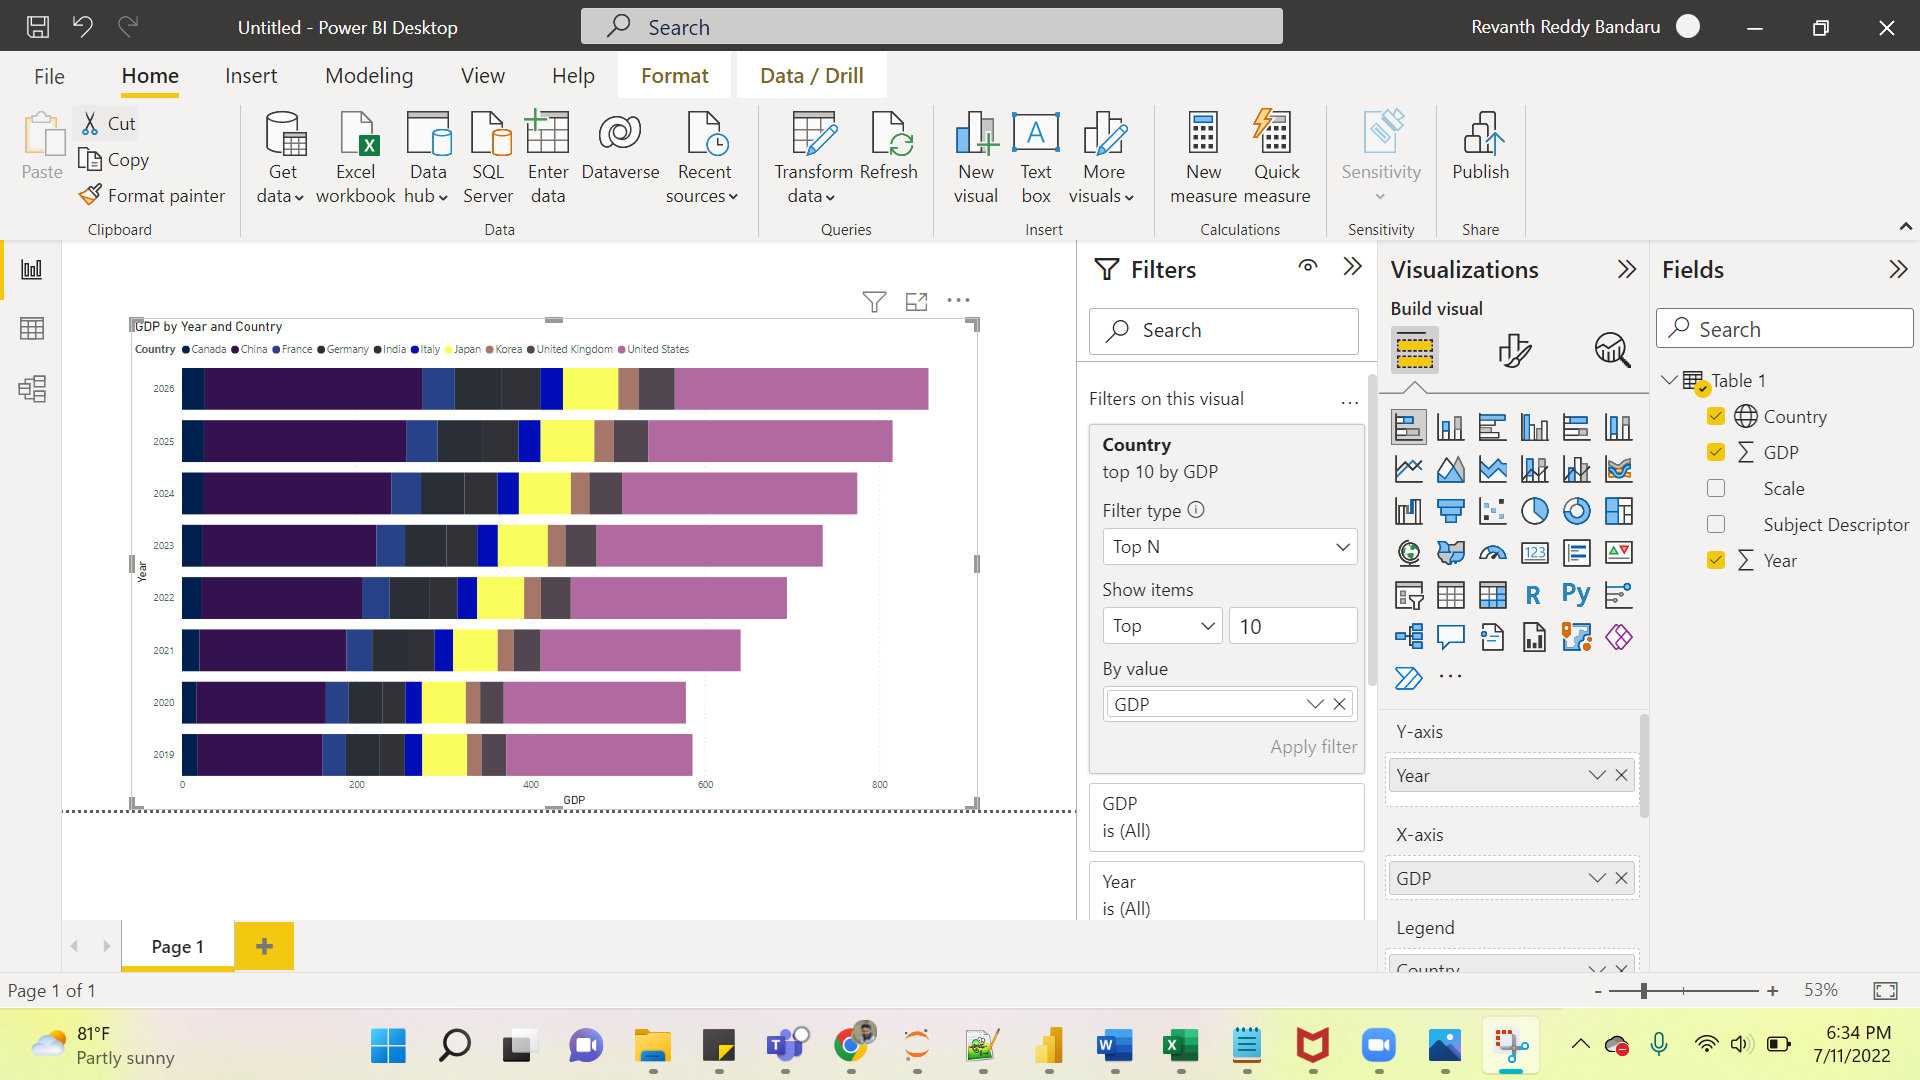 Untitled - Power BI Desktop
Search
Revanth Reddy Bandaru
File Home Insert Modeling View Help Format Data / Drill
Paste
Cut
Copy
Format painter
Clipboard
Get data
Excel workbook
Data hub
SQL Server
Enter data
Dataverse
Recent sources
Data
Transform data
Refresh
Queries
New visual
Text box
A
More visuals
Insert
New measure
Quick measure
Calculations
Sensitivity
Sensitivity
Publish
Share
GDP by Year and Country
Country Canada China France Germany India Italy Japan Korea United Kingdom United States
Year
2026
2025
2024
2023
2022
2021
2020
2019
0 200 400 600 800
GDP
Filters
Search
Filters on this visual
...
Country
top 10 by GDP
Filter type
Top N
Show items
Top 10
By value
GDP
Apply filter
GDP
is (All)
Year
is (All)
Visualizations
Build visual
123
R Py
...
Y-axis
Year
X-axis
GDP
Legend
Country
Fields
Search
Table 1
Country
GDP
Scale
Subject Descriptor
Year
Page 1
Page 1 of 1
- + 53%
81°F
Partly sunny
6:34 PM
7/11/2022